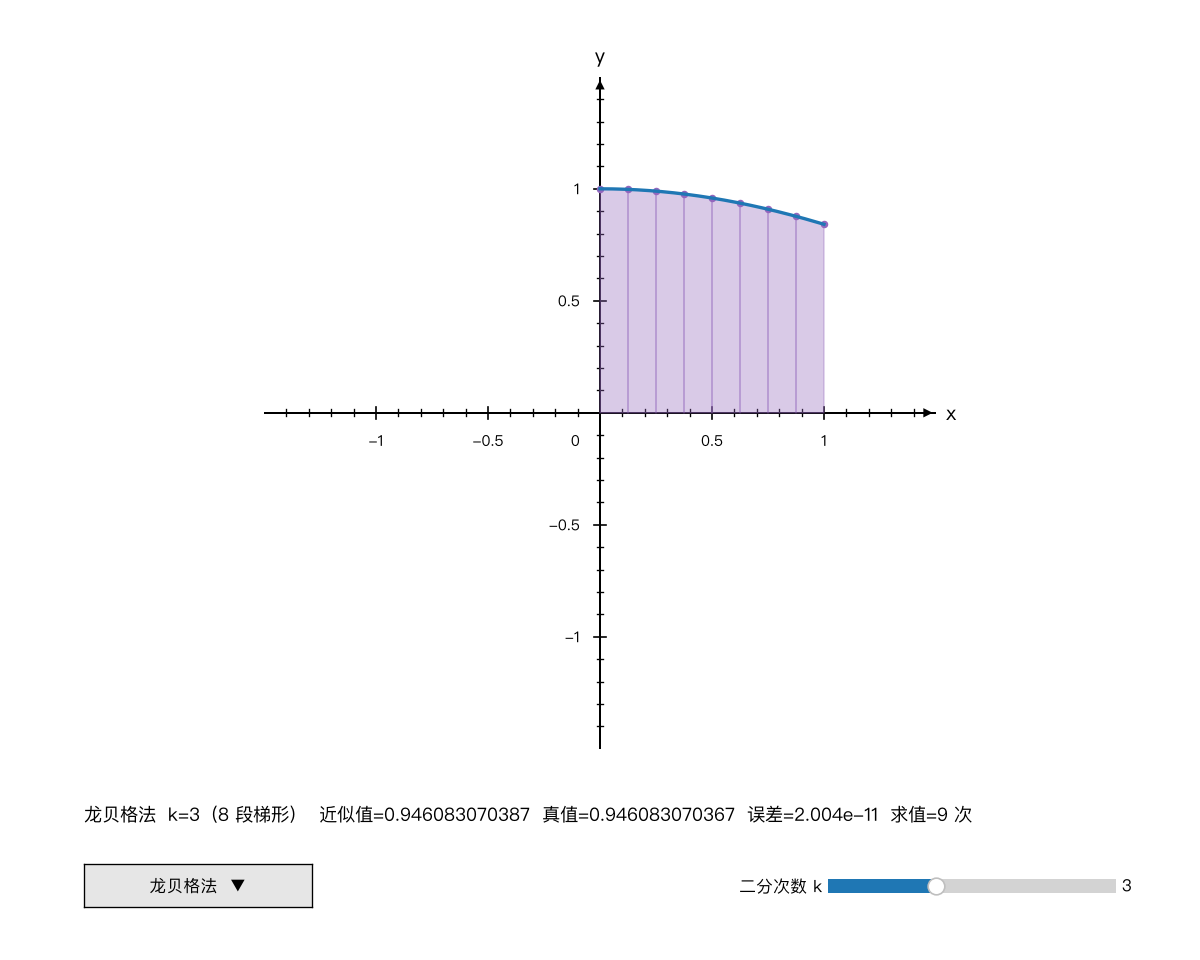 y
1
0.5
x
−1 −0.5 0 0.5 1
−0.5
−1
龙贝格法 k=3（8 段梯形） 近似值=0.946083070387 真值=0.946083070367 误差=2.004e−11 求值=9 次
龙贝格法 ▼
二分次数 k 3